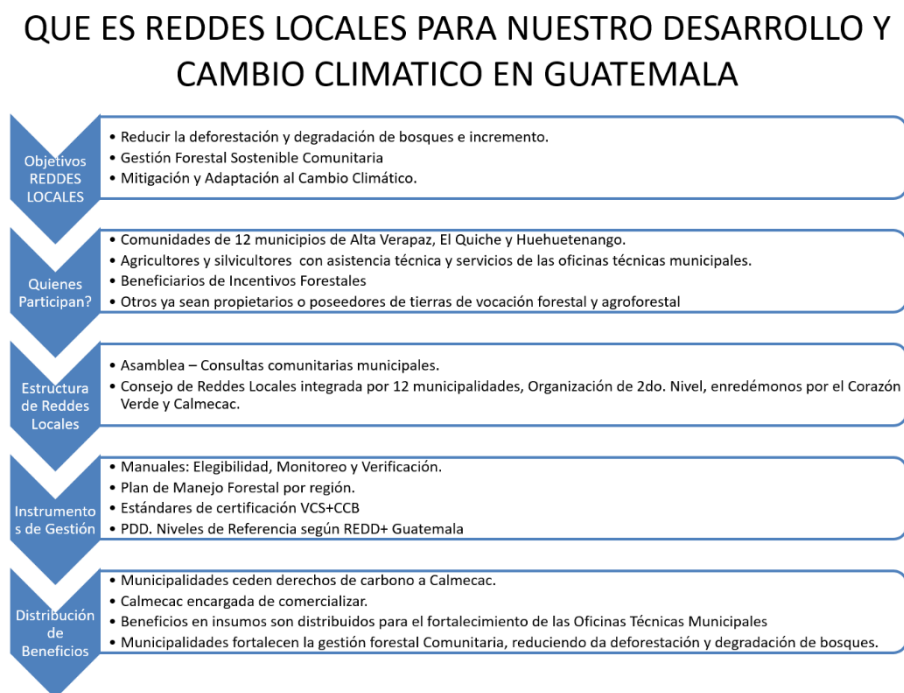 QUE ES REDDES LOCALES PARA NUESTRO DESARROLLO Y
CAMBIO CLIMATICO EN GUATEMALA
Objetivos
REDDES
LOCALES
• Reducir la deforestación y degradación de bosques e incremento.
• Gestión Forestal Sostenible Comunitaria
• Mitigación y Adaptación al Cambio Climático.
Quienes
Participan?
• Comunidades de 12 municipios de Alta Verapaz, El Quiche y Huehuetenango.
• Agricultores y silvicultores con asistencia técnica y servicios de las oficinas técnicas municipales.
• Beneficiarios de Incentivos Forestales
• Otros ya sean propietarios o poseedores de tierras de vocación forestal y agroforestal
Estructura
de Reddes
Locales
• Asamblea – Consultas comunitarias municipales.
• Consejo de Reddes Locales integrada por 12 municipalidades, Organización de 2do. Nivel, enredémonos por el Corazón
Verde y Calmecac.
Instrumento
s de Gestión
• Manuales: Elegibilidad, Monitoreo y Verificación.
• Plan de Manejo Forestal por región.
• Estándares de certificación VCS+CCB
• PDD. Niveles de Referencia según REDD+ Guatemala
Distribución
de
Beneficios
• Municipalidades ceden derechos de carbono a Calmecac.
• Calmecac encargada de comercializar.
• Beneficios en insumos son distribuidos para el fortalecimiento de las Oficinas Técnicas Municipales
• Municipalidades fortalecen la gestión forestal Comunitaria, reduciendo da deforestación y degradación de bosques.